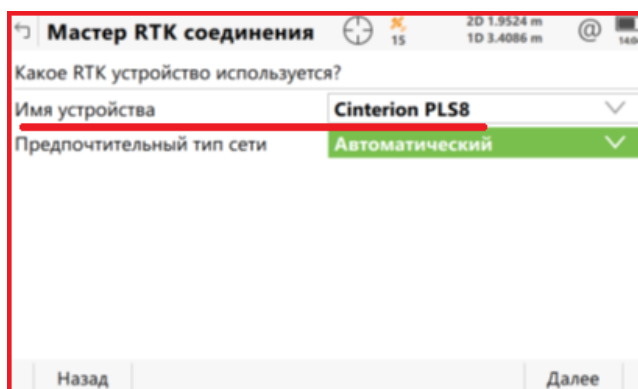 Мастер RTK соединения
15
2D 1.9524 m
1D 3.4086 m
@
Какое RTK устройство используется?
Имя устройства Cinterion PLS8
Предпочтительный тип сети Автоматический
Назад Далее